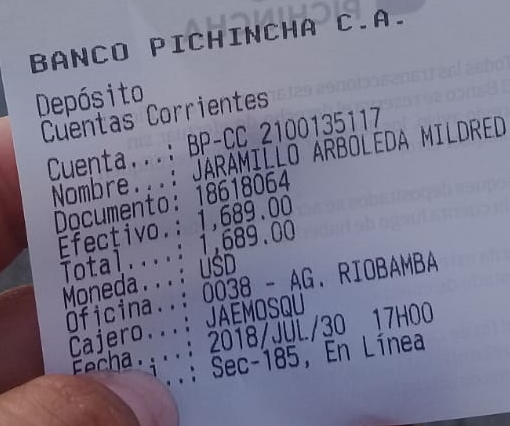 BANCO PICHINCHA C.A.
Depósito
Cuentas Corrientes
Cuenta...: BP-CC 2100135117
Nombre...: JARAMILLO ARBOLEDA MILDRED
Documento: 18618064
Efectivo.: 1,689.00
Total....: 1,689.00
Moneda...: USD
Oficina..: 0038 - AG. RIOBAMBA
Cajero...: JAEMOSQU
Fecha....: 2018/JUL/30 17H00
...: Sec-185, En Línea